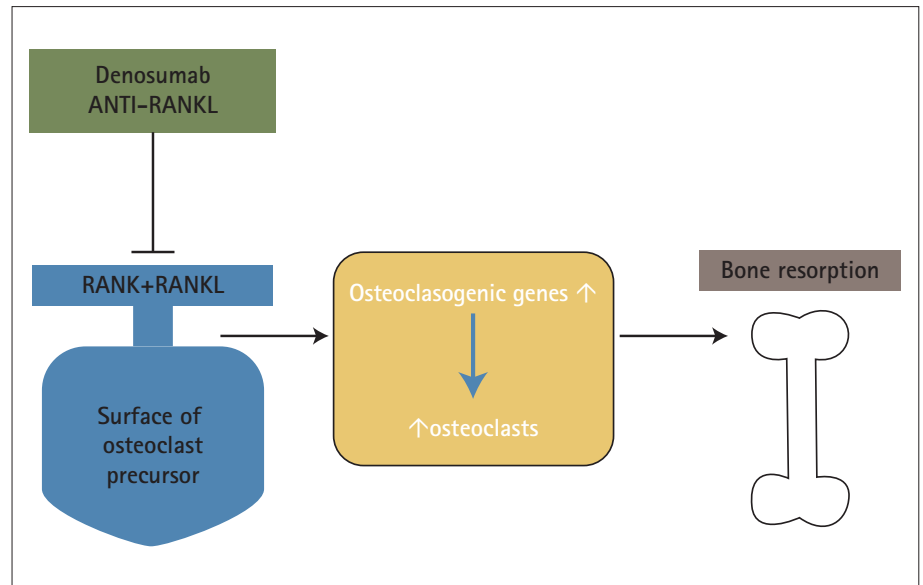 Denosumab
ANTI-RANKL
RANK+RANKL
Surface of
osteoclast
precursor
Osteoclasogenic genes ↑
↑osteoclasts
Bone resorption